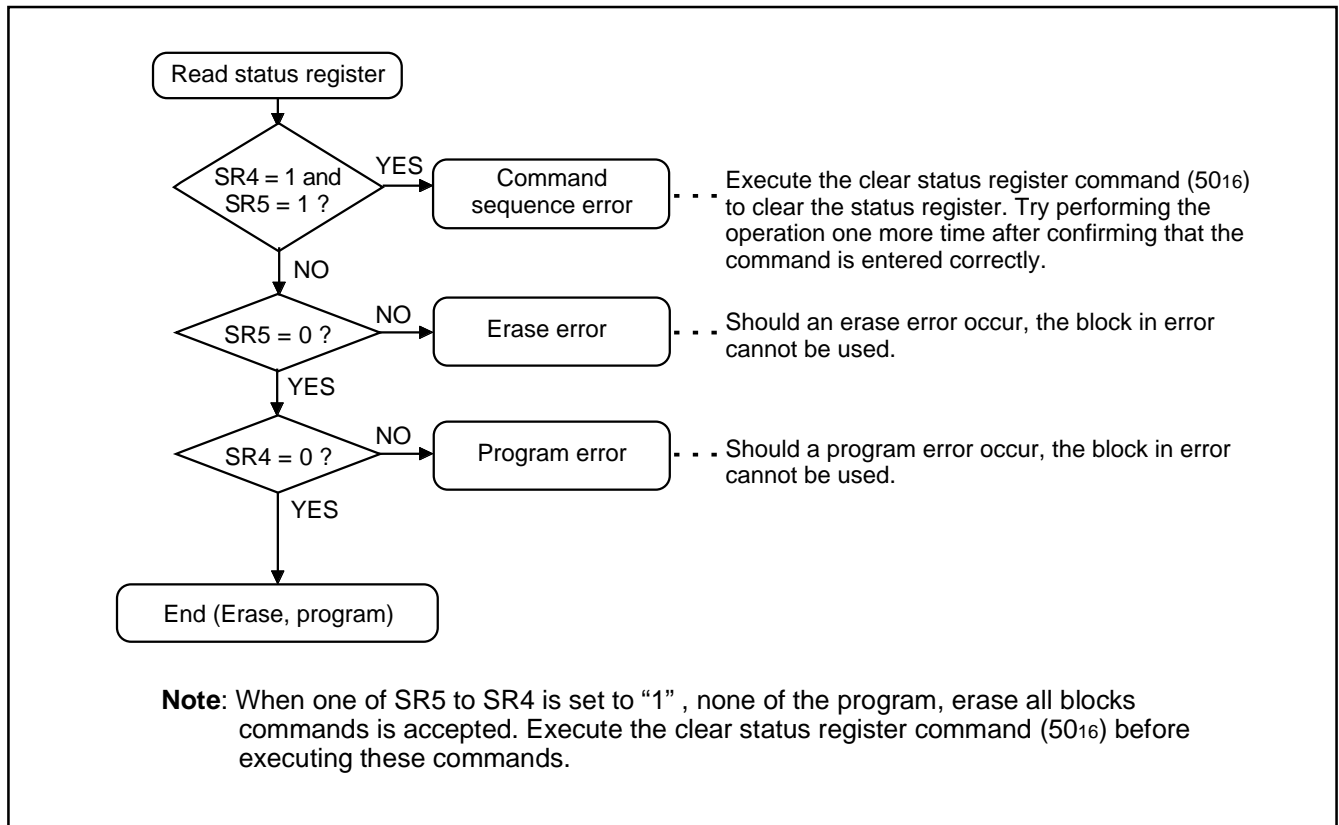 Read status register
SR4 = 1 and
SR5 = 1 ?
YES
Command
sequence error
Execute the clear status register command (5016)
to clear the status register. Try performing the
operation one more time after confirming that the
command is entered correctly.
NO
SR5 = 0 ?
NO
Erase error
Should an erase error occur, the block in error
cannot be used.
YES
SR4 = 0 ?
NO
Program error
Should a program error occur, the block in error
cannot be used.
YES
End (Erase, program)
Note: When one of SR5 to SR4 is set to “1” , none of the program, erase all blocks
commands is accepted. Execute the clear status register command (5016) before
executing these commands.